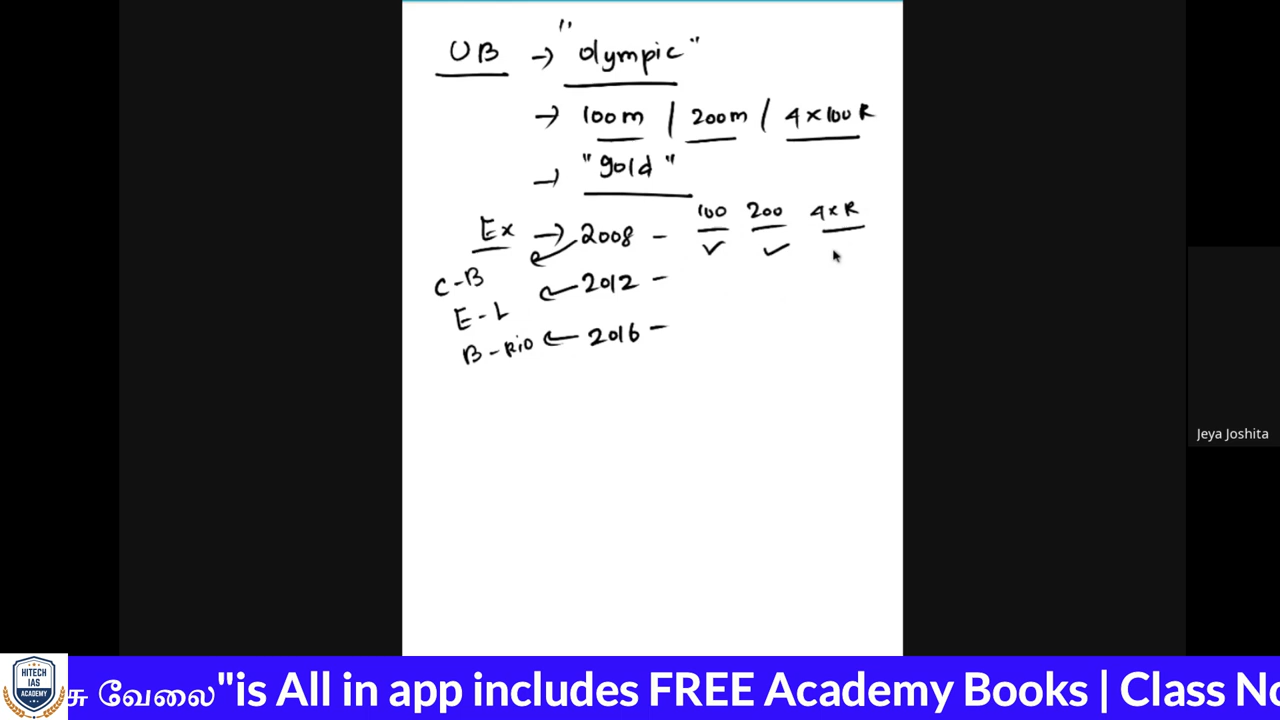 UB → "Olympic"
→ 100m / 200m / 4×100R
→ "gold"
100 200 4×R
Ex → 2008 - ✓ ✓
C-B
← 2012 -
E-L
B-Rio ← 2016 -
Jeya Joshita
HITECH
IAS
ACADEMY
சு வேலை"is All in app includes FREE Academy Books | Class No